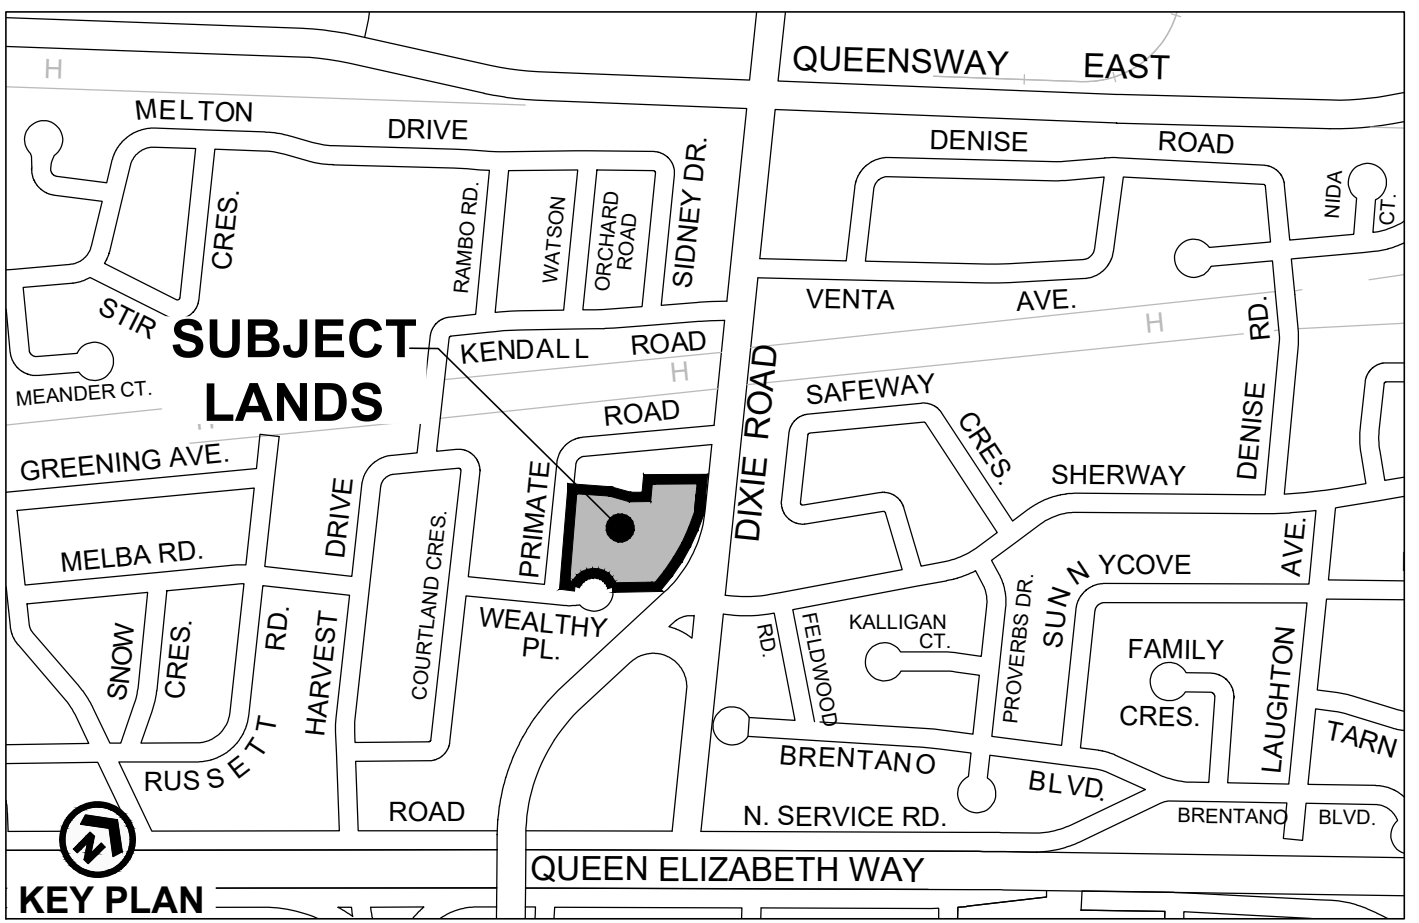 QUEENSWAY EAST
H
MELTON DRIVE
DENISE ROAD
SIDNEY DR.
NIDA
CT.
CRES.
RAMBO RD.
WATSON
ORCHARD
ROAD
VENTA AVE.
STIR
SUBJECT
LANDS
KENDALL ROAD
H
H
RD.
DENISE
MEANDER CT.
ROAD
PRIMATE
DIXIE ROAD
SAFEWAY
CRES.
GREENING AVE.
SHERWAY
DRIVE
HARVEST
COURTLAND CRES.
MELBA RD.
SUNNYCOVE
AVE.
LAUGHTON
WEALTHY
PL.
SNOW
CRES.
RD.
RUSSETT
RD.
FELDWOOD
KALLIGAN
CT.
PROVERBS DR.
FAMILY
CRES.
TARN
BRENTANO BLVD.
ROAD
N. SERVICE RD.
BRENTANO BLVD.
N
QUEEN ELIZABETH WAY
KEY PLAN